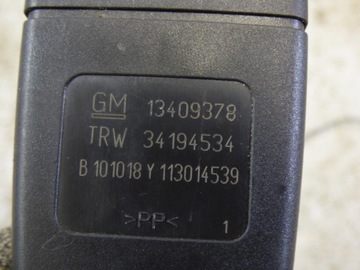 GM 13409378
TRW 34194534
B 101018 Y 113014539
>PP< 1